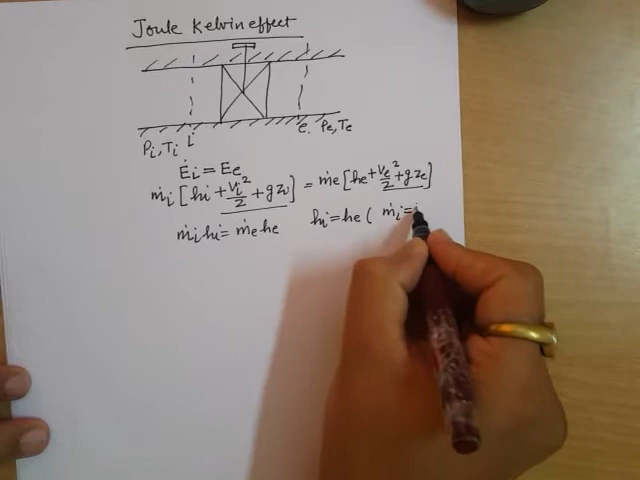 Joule Kelvin effect
i
e. Pe, Te
Pi, Ti
Ėi = Ėe
ṁi [hi + Vi²/2 + gzi] = ṁe [he + Ve²/2 + gze]
ṁi hi = ṁe he hi = he ( ṁi =